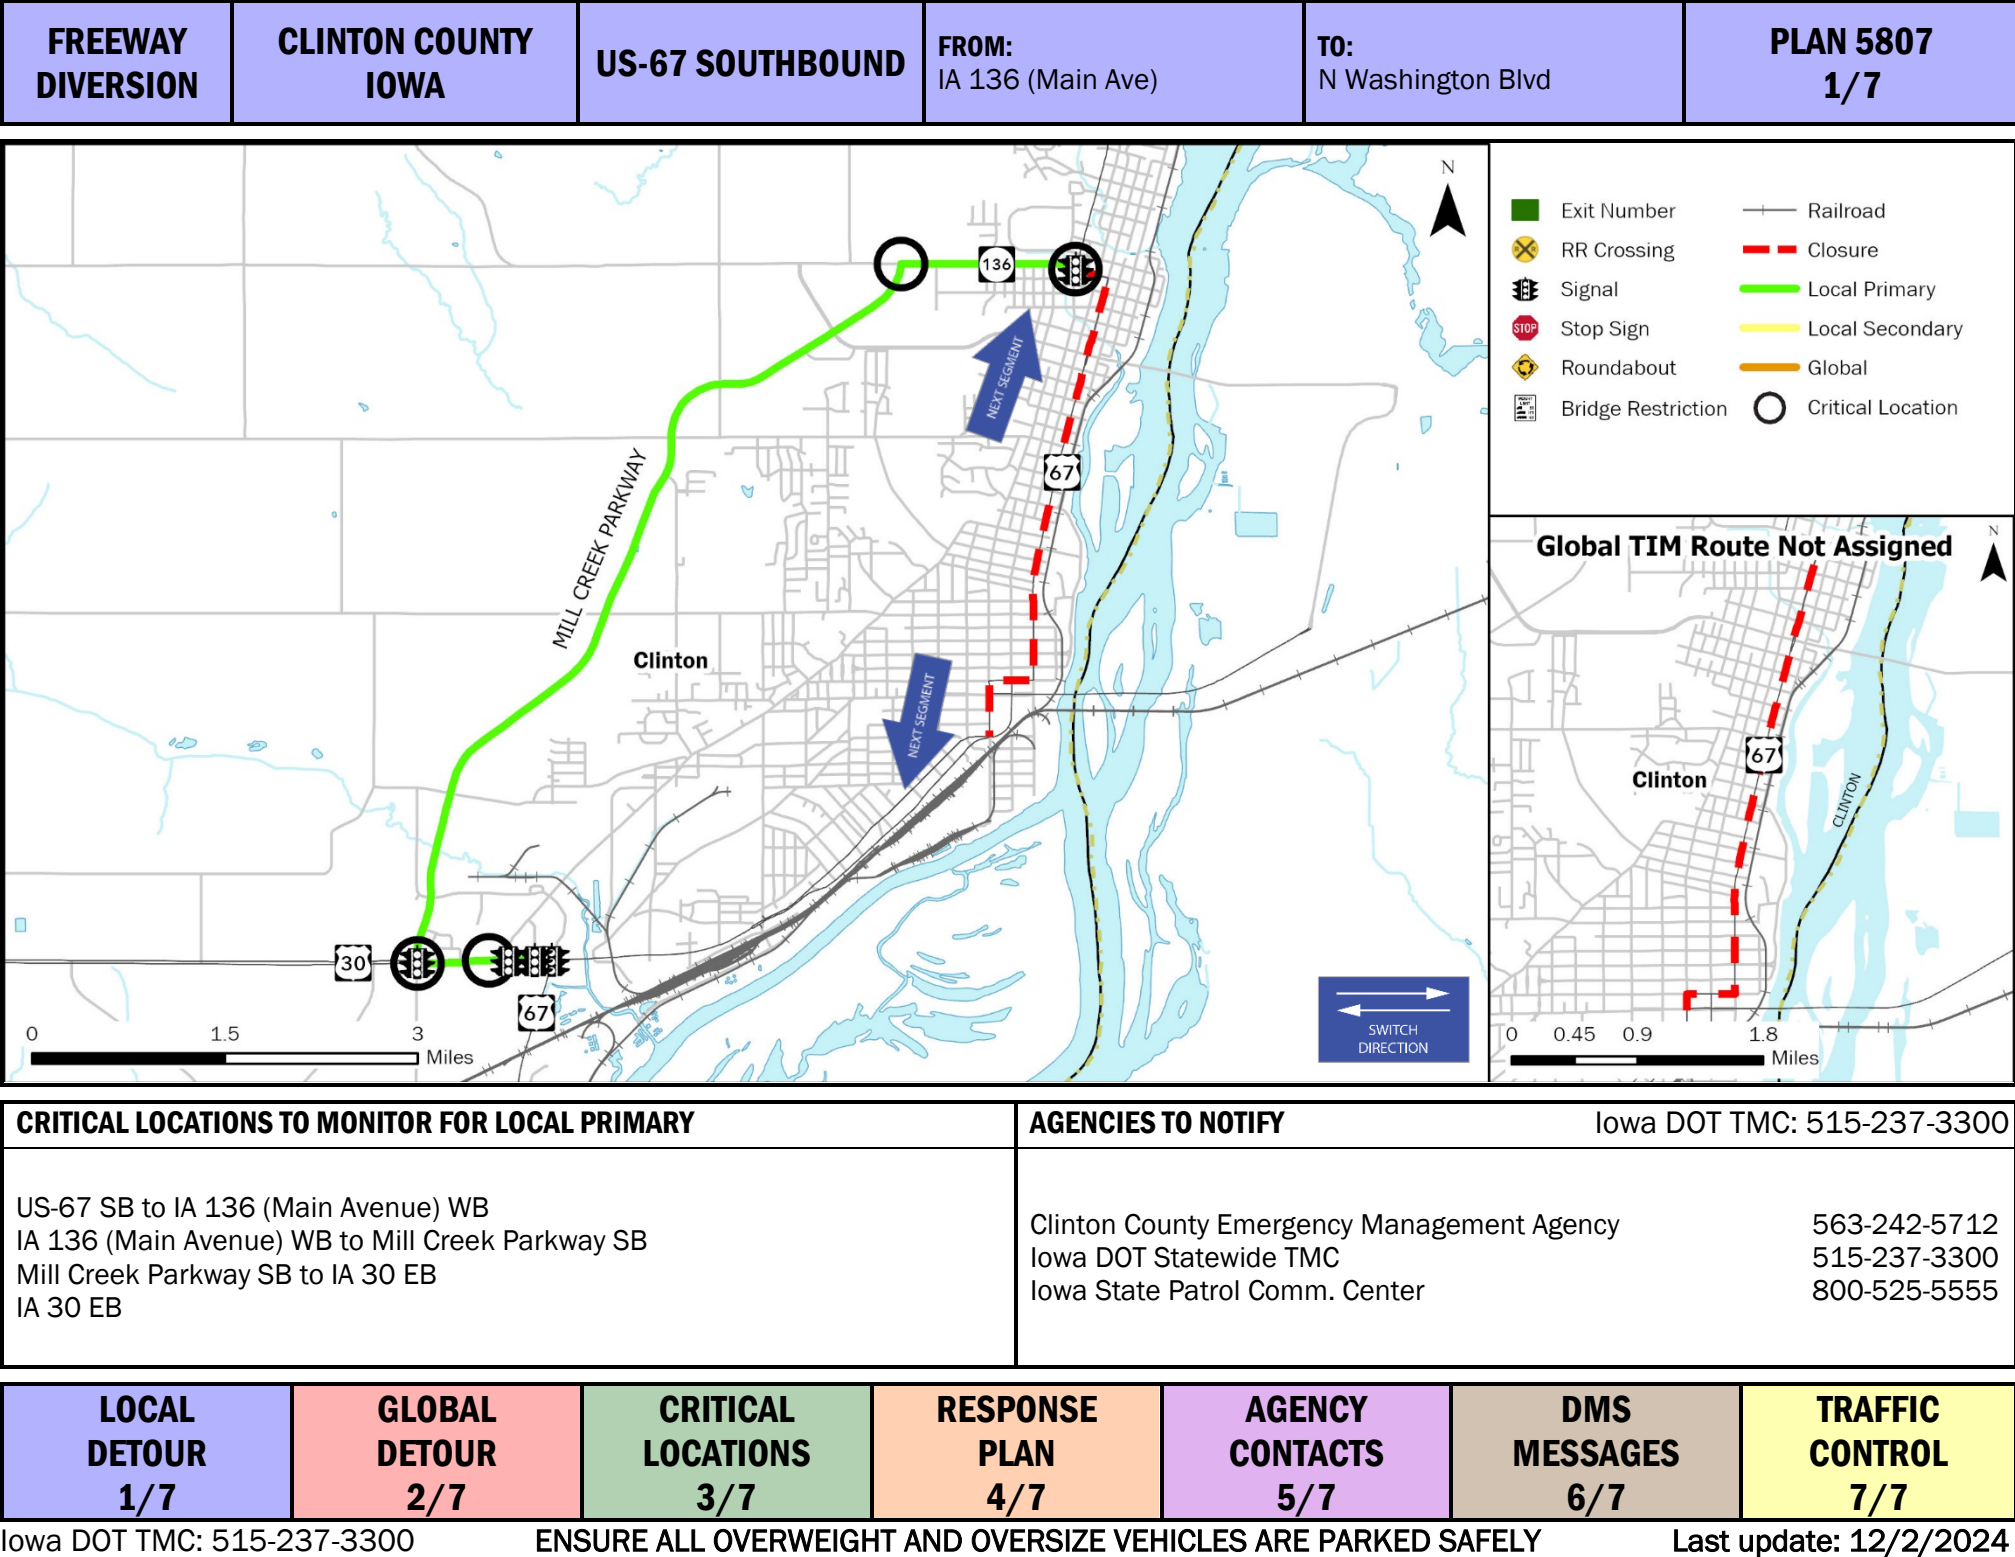 FREEWAY
DIVERSION
CLINTON COUNTY
IOWA
US-67 SOUTHBOUND
FROM:
IA 136 (Main Ave)
TO:
N Washington Blvd
PLAN 5807
1/7
N
136
NEXT SEGMENT
67
MILL CREEK PARKWAY
Clinton
NEXT SEGMENT
30
67
0 1.5 3
Miles
SWITCH
DIRECTION
Exit Number
RR Crossing
Signal
STOP
Stop Sign
Roundabout
Bridge Restriction
Railroad
Closure
Local Primary
Local Secondary
Global
Critical Location
Global TIM Route Not Assigned
N
67
Clinton
CLINTON
0 0.45 0.9 1.8
Miles
CRITICAL LOCATIONS TO MONITOR FOR LOCAL PRIMARY
US-67 SB to IA 136 (Main Avenue) WB
IA 136 (Main Avenue) WB to Mill Creek Parkway SB
Mill Creek Parkway SB to IA 30 EB
IA 30 EB
AGENCIES TO NOTIFY Iowa DOT TMC: 515-237-3300
Clinton County Emergency Management Agency 563-242-5712
Iowa DOT Statewide TMC 515-237-3300
Iowa State Patrol Comm. Center 800-525-5555
LOCAL
DETOUR
1/7
GLOBAL
DETOUR
2/7
CRITICAL
LOCATIONS
3/7
RESPONSE
PLAN
4/7
AGENCY
CONTACTS
5/7
DMS
MESSAGES
6/7
TRAFFIC
CONTROL
7/7
Iowa DOT TMC: 515-237-3300 ENSURE ALL OVERWEIGHT AND OVERSIZE VEHICLES ARE PARKED SAFELY Last update: 12/2/2024